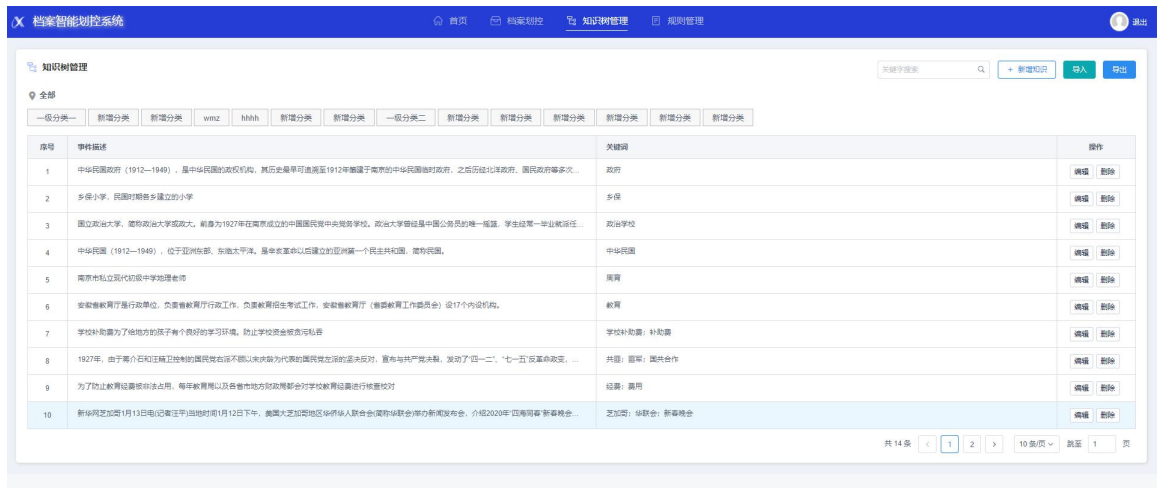 档案智能划控系统 首页 档案划控 知识树管理 规则管理 退出
知识树管理 关键字搜索 + 新增知识 导入 导出
全部
一级分类一 新增分类 新增分类 wmz hhhh 新增分类 新增分类 一级分类二 新增分类 新增分类 新增分类 新增分类 新增分类 新增分类
序号 事件描述 关键词 操作
1 中华民国政府（1912—1949），是中华民国的政权机构，其历史最早可追溯至1912年肇建于南京的中华民国临时政府，之后历经北洋政府、国民政府等多次... 政府 编辑 删除
2 乡保小学，民国时期各乡建立的小学 乡保 编辑 删除
3 国立政治大学，简称政治大学或政大。前身为1927年在南京成立的中国国民党中央党务学校。政治大学曾经是中国公务员的唯一摇篮，学生经常一毕业就派任... 政治学校 编辑 删除
4 中华民国（1912—1949），位于亚洲东部、东临太平洋。是辛亥革命以后建立的亚洲第一个民主共和国，简称民国。 中华民国 编辑 删除
5 南京市私立现代初级中学地理老师 周育 编辑 删除
6 安徽省教育厅是行政单位，负责省教育厅行政工作，负责教育招生考试工作，安徽省教育厅（省委教育工作委员会）设17个内设机构。 教育 编辑 删除
7 学校补助费为了给地方的孩子有个良好的学习环境。防止学校资金被贪污私吞 学校补助费；补助费 编辑 删除
8 1927年，由于蒋介石和汪精卫控制的国民党右派不顾以宋庆龄为代表的国民党左派的坚决反对，宣布与共产党决裂，发动了“四一二”、“七一五”反革命政变， ... 共匪；匪军；国共合作 编辑 删除
9 为了防止教育经费被非法占用，每年教育局以及各省市地方财政局都会对学校教育经费进行核查校对 经费；费用 编辑 删除
10 新华网芝加哥1月13日电(记者汪平)当地时间1月12日下午，美国大芝加哥地区华侨华人联合会(简称华联会)举办新闻发布会，介绍2020年“四海同春”新春晚会... 芝加哥；华联会；新春晚会 编辑 删除
共 14 条 < 1 2 > 10 条/页 跳至 1 页